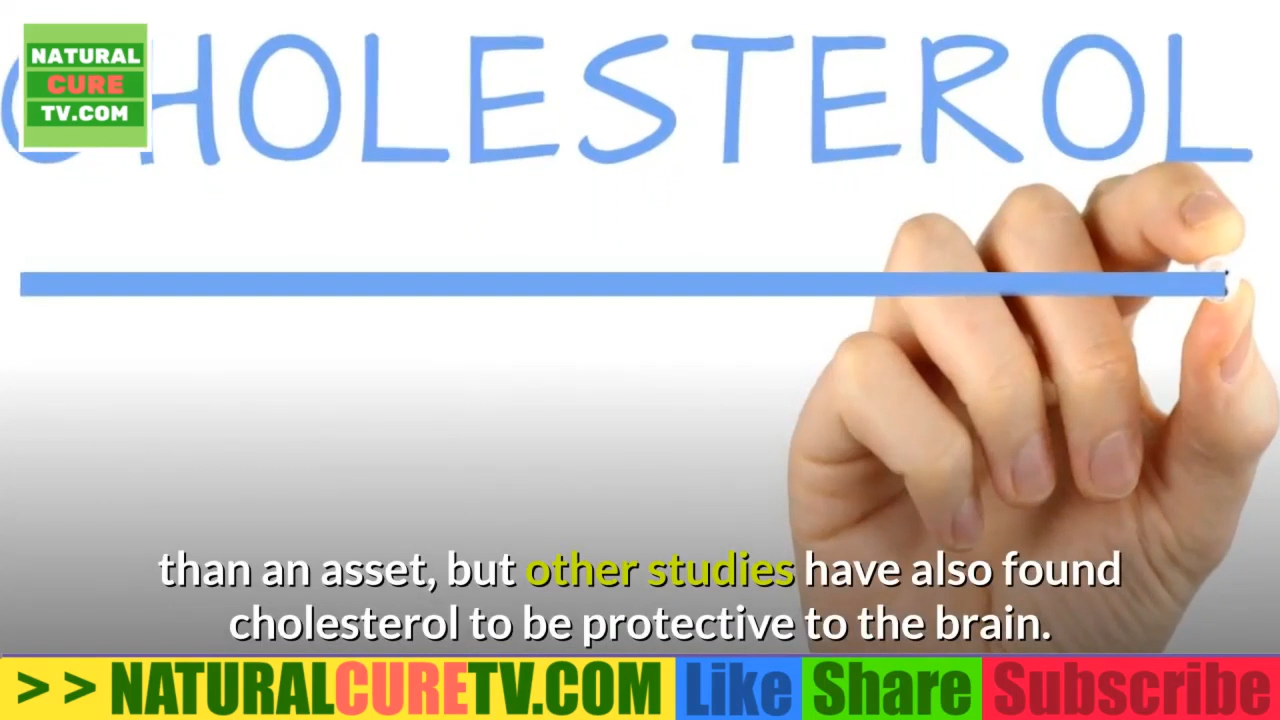 CHOLESTEROL
NATURAL
CURE
TV.COM
than an asset, but other studies have also found
cholesterol to be protective to the brain.
> > NATURALCURETV.COM Like Share Subscribe